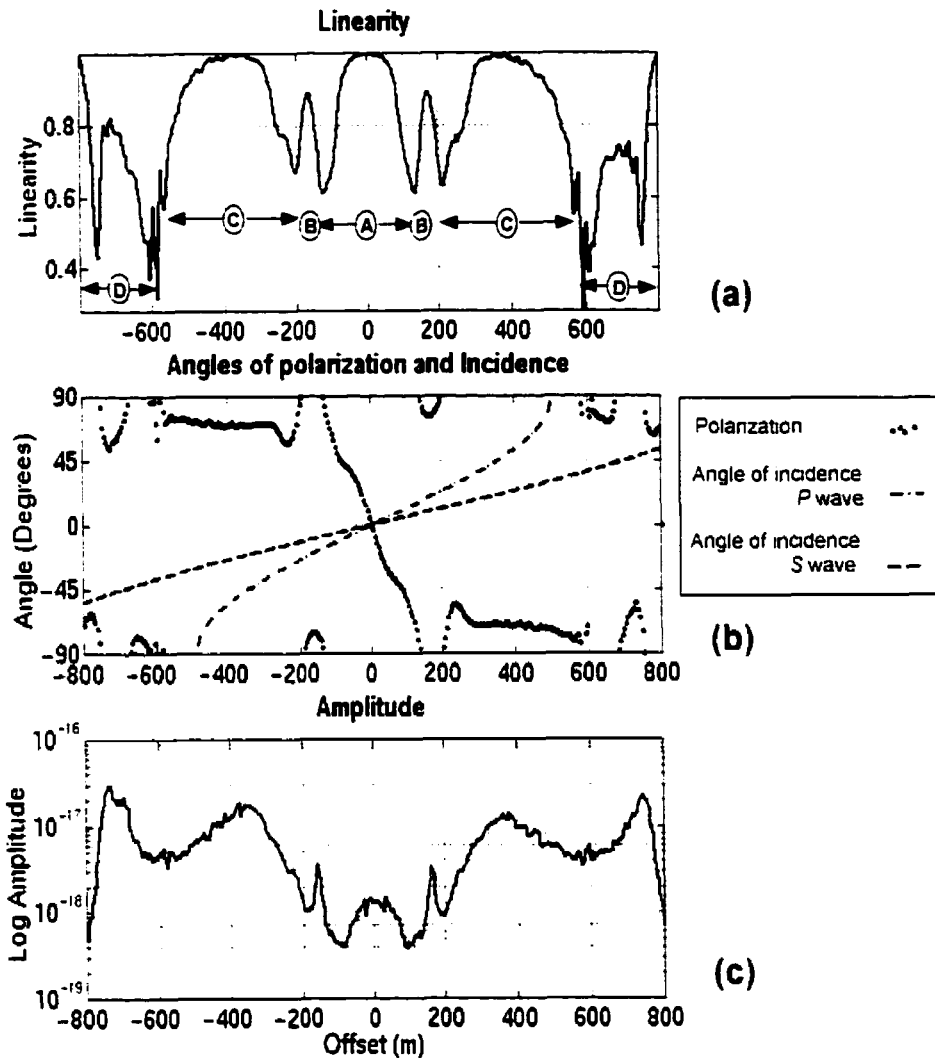 Linearity
Linearity
0.8
0.6
0.4
D C B A B C D
-600 -400 -200 0 200 400 600
(a)
Angles of polarization and Incidence
Angle (Degrees)
90
45
0
-45
-90
-800 -600 -400 -200 0 200 400 600 800
Polarization
Angle of incidence
P wave
Angle of incidence
S wave
(b)
Amplitude
Log Amplitude
10-16
10-17
10-18
10-19
-800 -600 -400 -200 0 200 400 600 800
Offset (m)
(c)